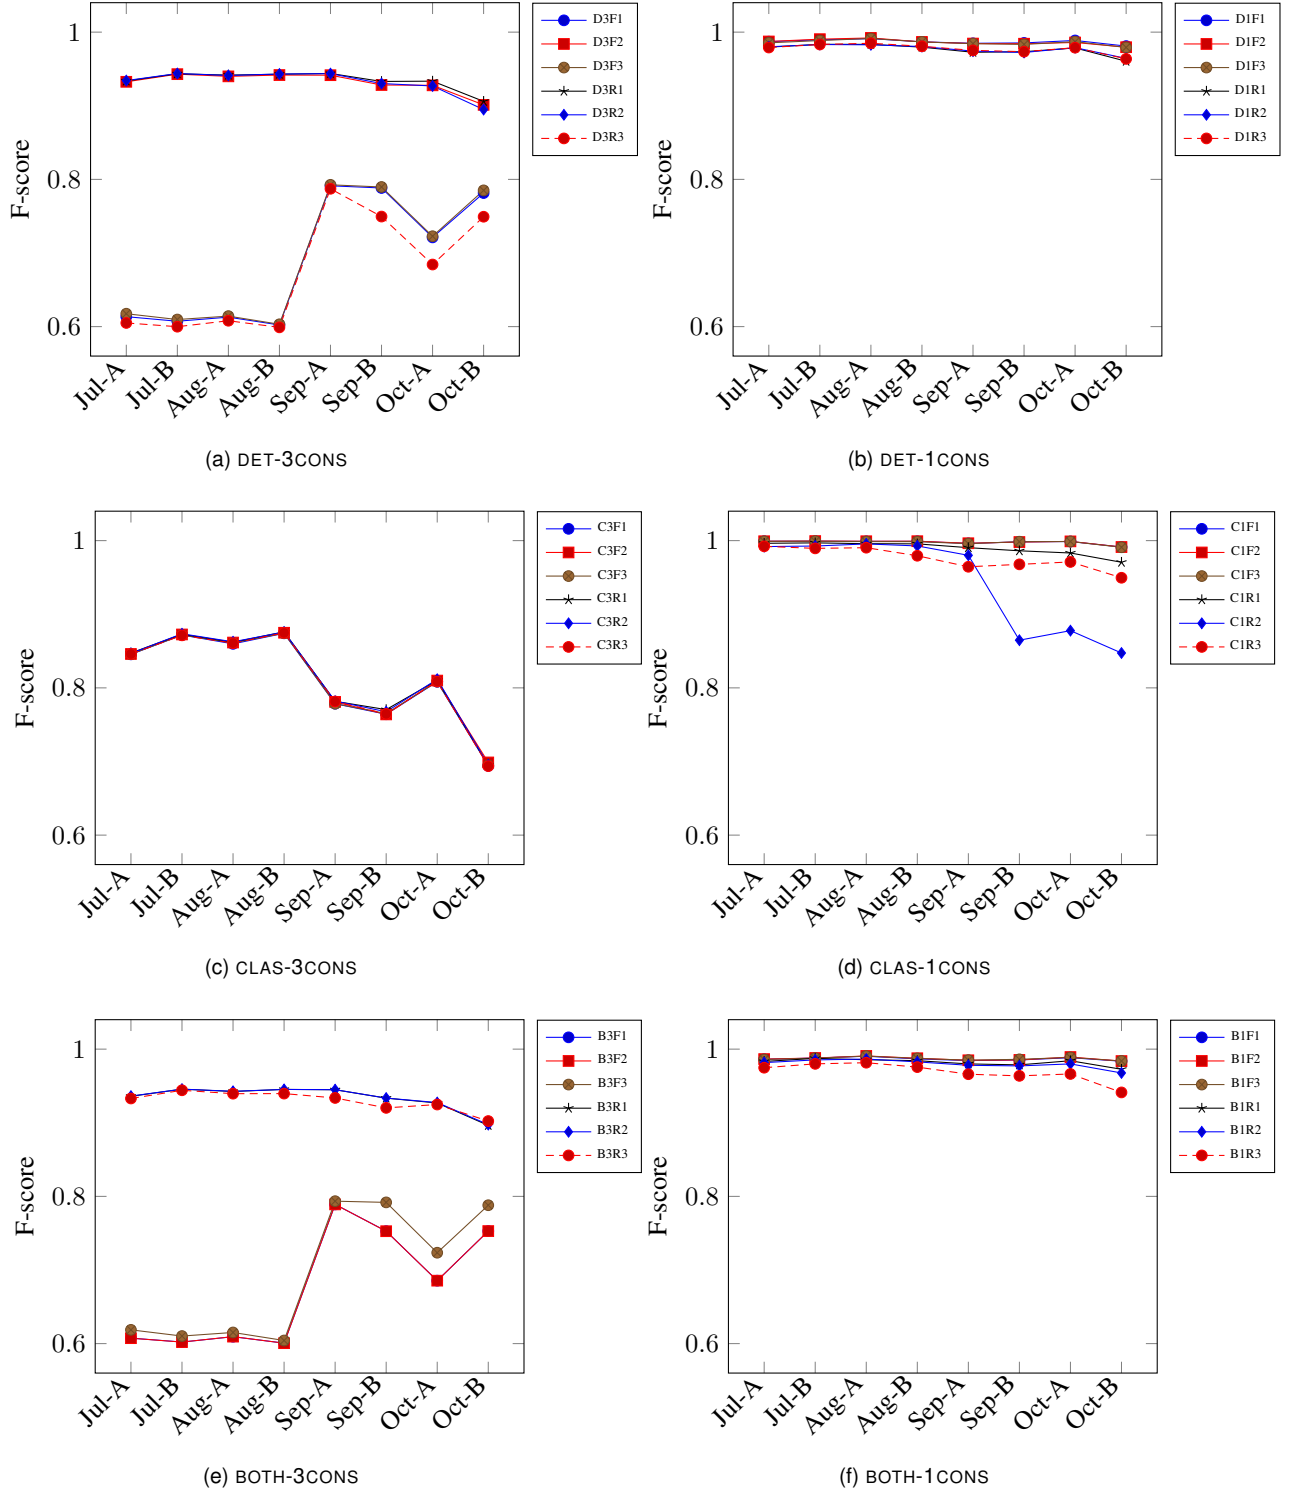 1
0.8
0.6
F-score
Jul-A
Jul-B
Aug-A
Aug-B
Sep-A
Sep-B
Oct-A
Oct-B
D3F1
D3F2
D3F3
D3R1
D3R2
D3R3
(a) DET-3CONS
1
0.8
0.6
F-score
Jul-A
Jul-B
Aug-A
Aug-B
Sep-A
Sep-B
Oct-A
Oct-B
D1F1
D1F2
D1F3
D1R1
D1R2
D1R3
(b) DET-1CONS
1
0.8
0.6
F-score
Jul-A
Jul-B
Aug-A
Aug-B
Sep-A
Sep-B
Oct-A
Oct-B
C3F1
C3F2
C3F3
C3R1
C3R2
C3R3
(c) CLAS-3CONS
1
0.8
0.6
F-score
Jul-A
Jul-B
Aug-A
Aug-B
Sep-A
Sep-B
Oct-A
Oct-B
C1F1
C1F2
C1F3
C1R1
C1R2
C1R3
(d) CLAS-1CONS
1
0.8
0.6
F-score
Jul-A
Jul-B
Aug-A
Aug-B
Sep-A
Sep-B
Oct-A
Oct-B
B3F1
B3F2
B3F3
B3R1
B3R2
B3R3
(e) BOTH-3CONS
1
0.8
0.6
F-score
Jul-A
Jul-B
Aug-A
Aug-B
Sep-A
Sep-B
Oct-A
Oct-B
B1F1
B1F2
B1F3
B1R1
B1R2
B1R3
(f) BOTH-1CONS